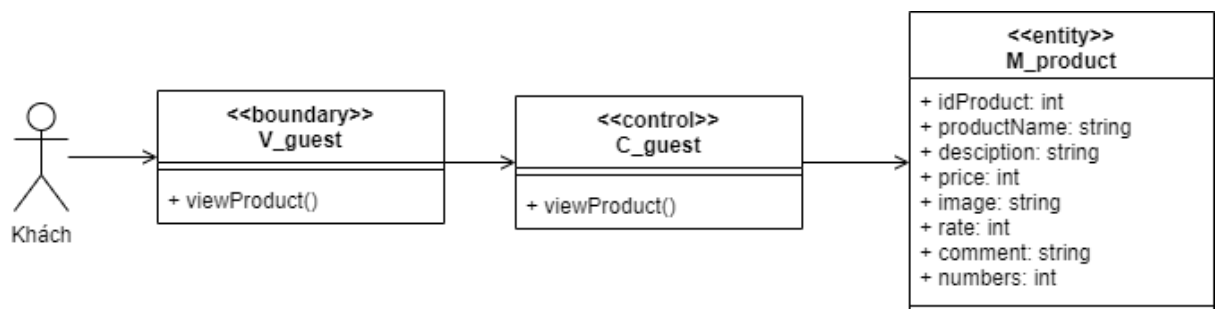 Khách
<<boundary>>
V_guest
+ viewProduct()
<<control>>
C_guest
+ viewProduct()
<<entity>>
M_product
+ idProduct: int
+ productName: string
+ desciption: string
+ price: int
+ image: string
+ rate: int
+ comment: string
+ numbers: int